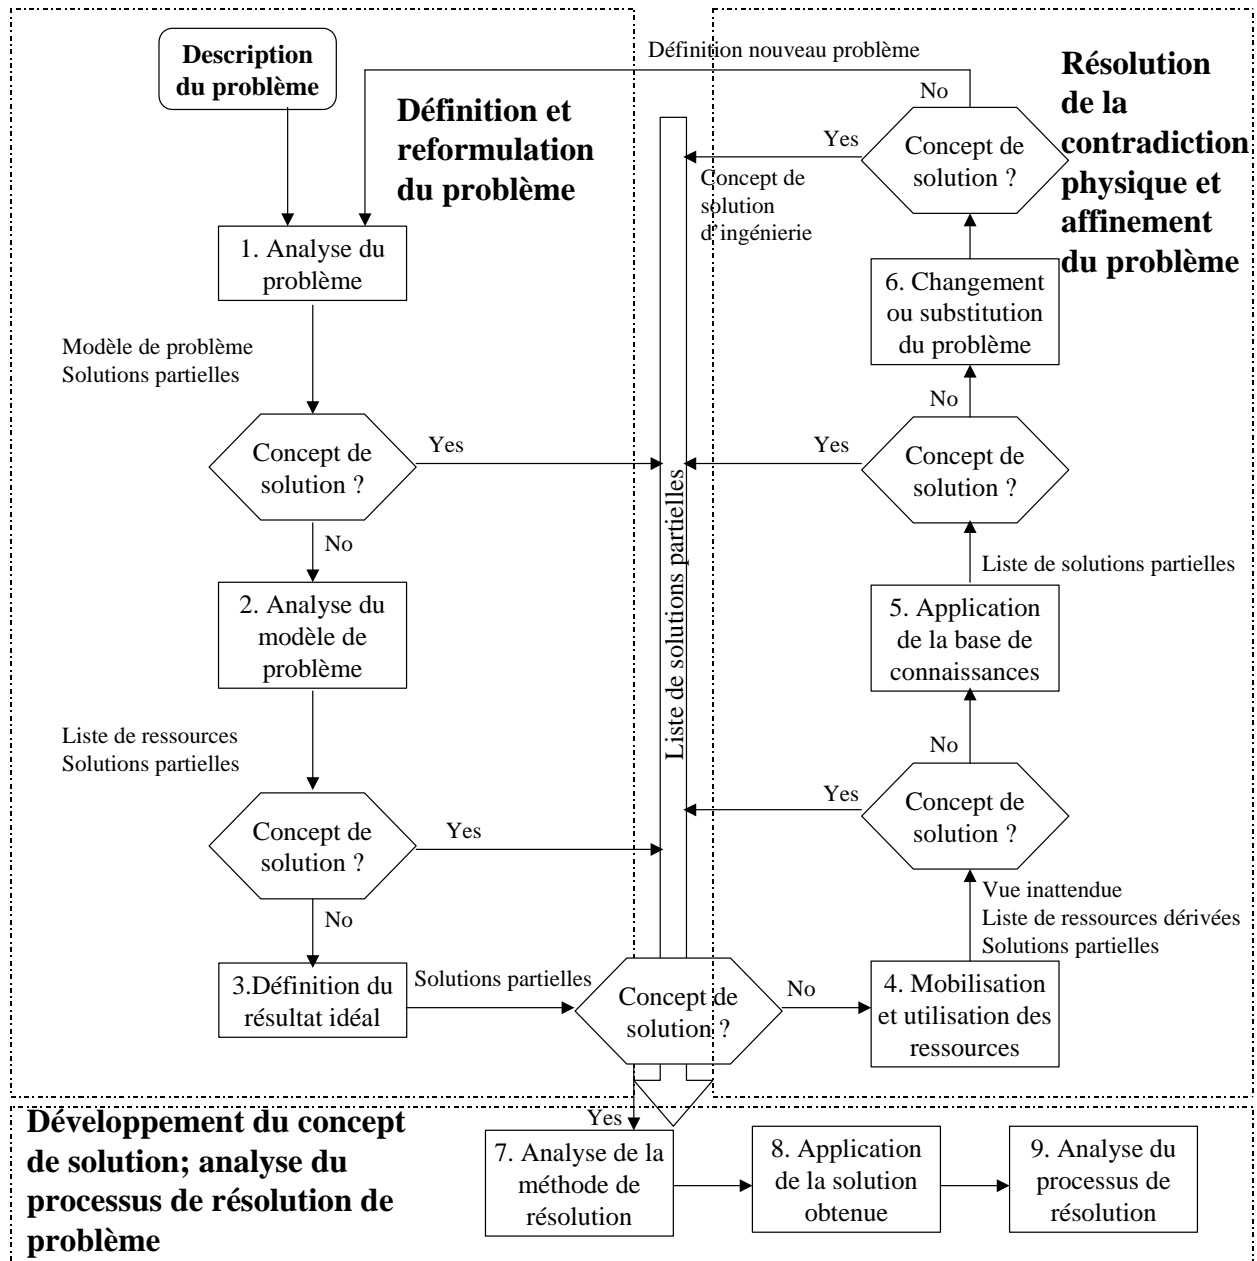 Description
du problème
Définition et
reformulation
du problème
1. Analyse du
problème
Modèle de problème
Solutions partielles
Concept de
solution ?
Yes
No
2. Analyse du
modèle de
problème
Liste de ressources
Solutions partielles
Concept de
solution ?
Yes
No
3.Définition du
résultat idéal
Solutions partielles
Concept de
solution ?
No
Yes
Liste de solutions partielles
Définition nouveau problème
Résolution
de la
contradiction
physique et
affinement
du problème
No
Concept de
solution ?
Yes
Concept de
solution
d'ingénierie
6. Changement
ou substitution
du problème
No
Concept de
solution ?
Yes
Liste de solutions partielles
5. Application
de la base de
connaissances
No
Concept de
solution ?
Yes
Vue inattendue
Liste de ressources dérivées
Solutions partielles
4. Mobilisation
et utilisation des
ressources
Développement du concept
de solution; analyse du
processus de résolution de
problème
7. Analyse de la
méthode de
résolution
8. Application
de la solution
obtenue
9. Analyse du
processus de
résolution